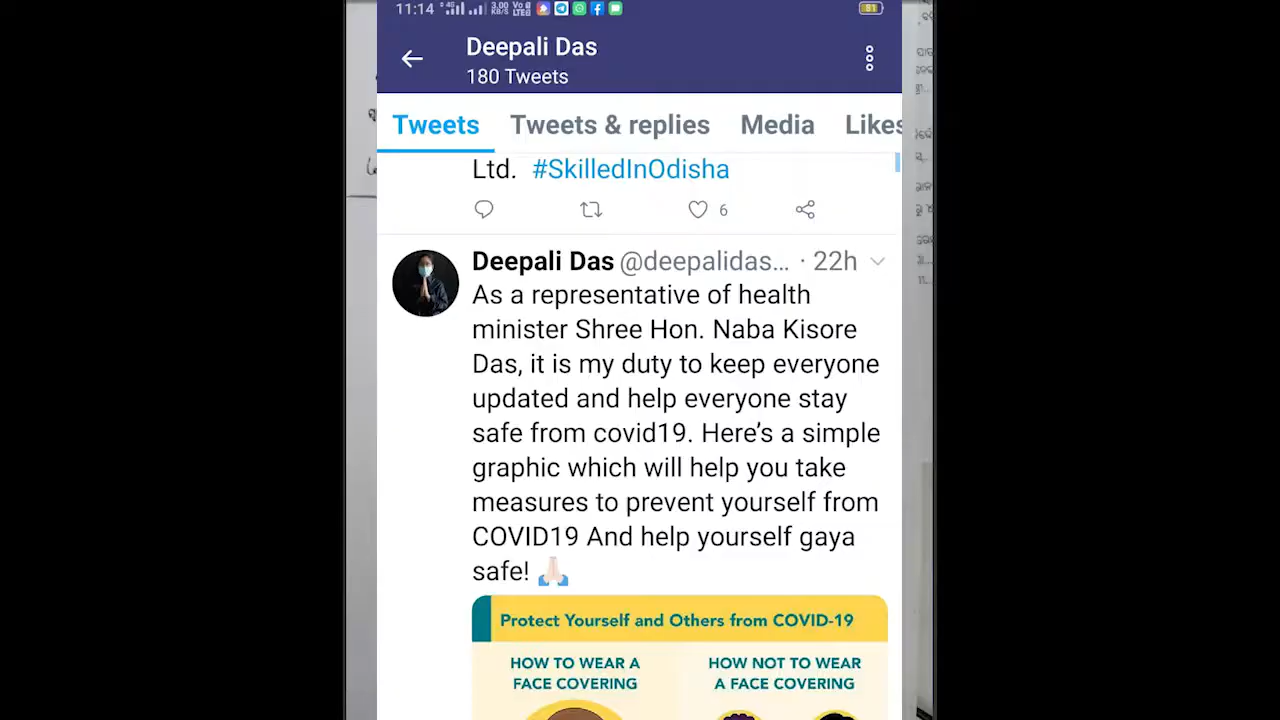 11:14 3.00 KB/S 81
Deepali Das
180 Tweets
Tweets Tweets & replies Media Likes
Ltd. #SkilledInOdisha
6
Deepali Das @deepalidas... · 22h
As a representative of health
minister Shree Hon. Naba Kisore
Das, it is my duty to keep everyone
updated and help everyone stay
safe from covid19. Here's a simple
graphic which will help you take
measures to prevent yourself from
COVID19 And help yourself gaya
safe! 🙏🏻
Protect Yourself and Others from COVID-19
HOW TO WEAR A HOW NOT TO WEAR
FACE COVERING A FACE COVERING